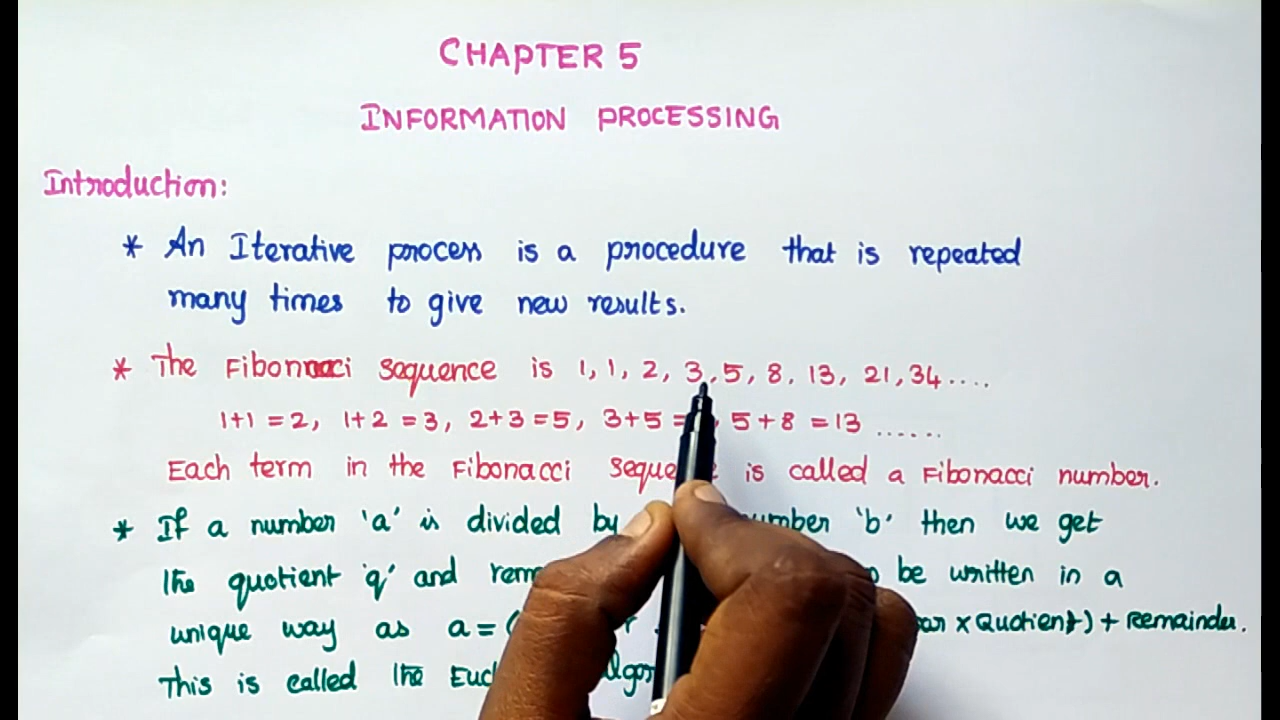 CHAPTER 5
INFORMATION PROCESSING
Introduction:
* An Iterative process is a procedure that is repeated
many times to give new results.
* The Fibonacci sequence is 1, 1, 2, 3, 5, 8, 13, 21, 34....
1+1 = 2, 1+2 = 3, 2+3 = 5, 3+5 = , 5+8 = 13 ......
Each term in the Fibonacci is called a Fibonacci number.
* If a number 'a' is divided by number 'b' then we get
the quotient 'q' and be written in a
unique way as a = ( x Quotient) + Remainder.
This is called the